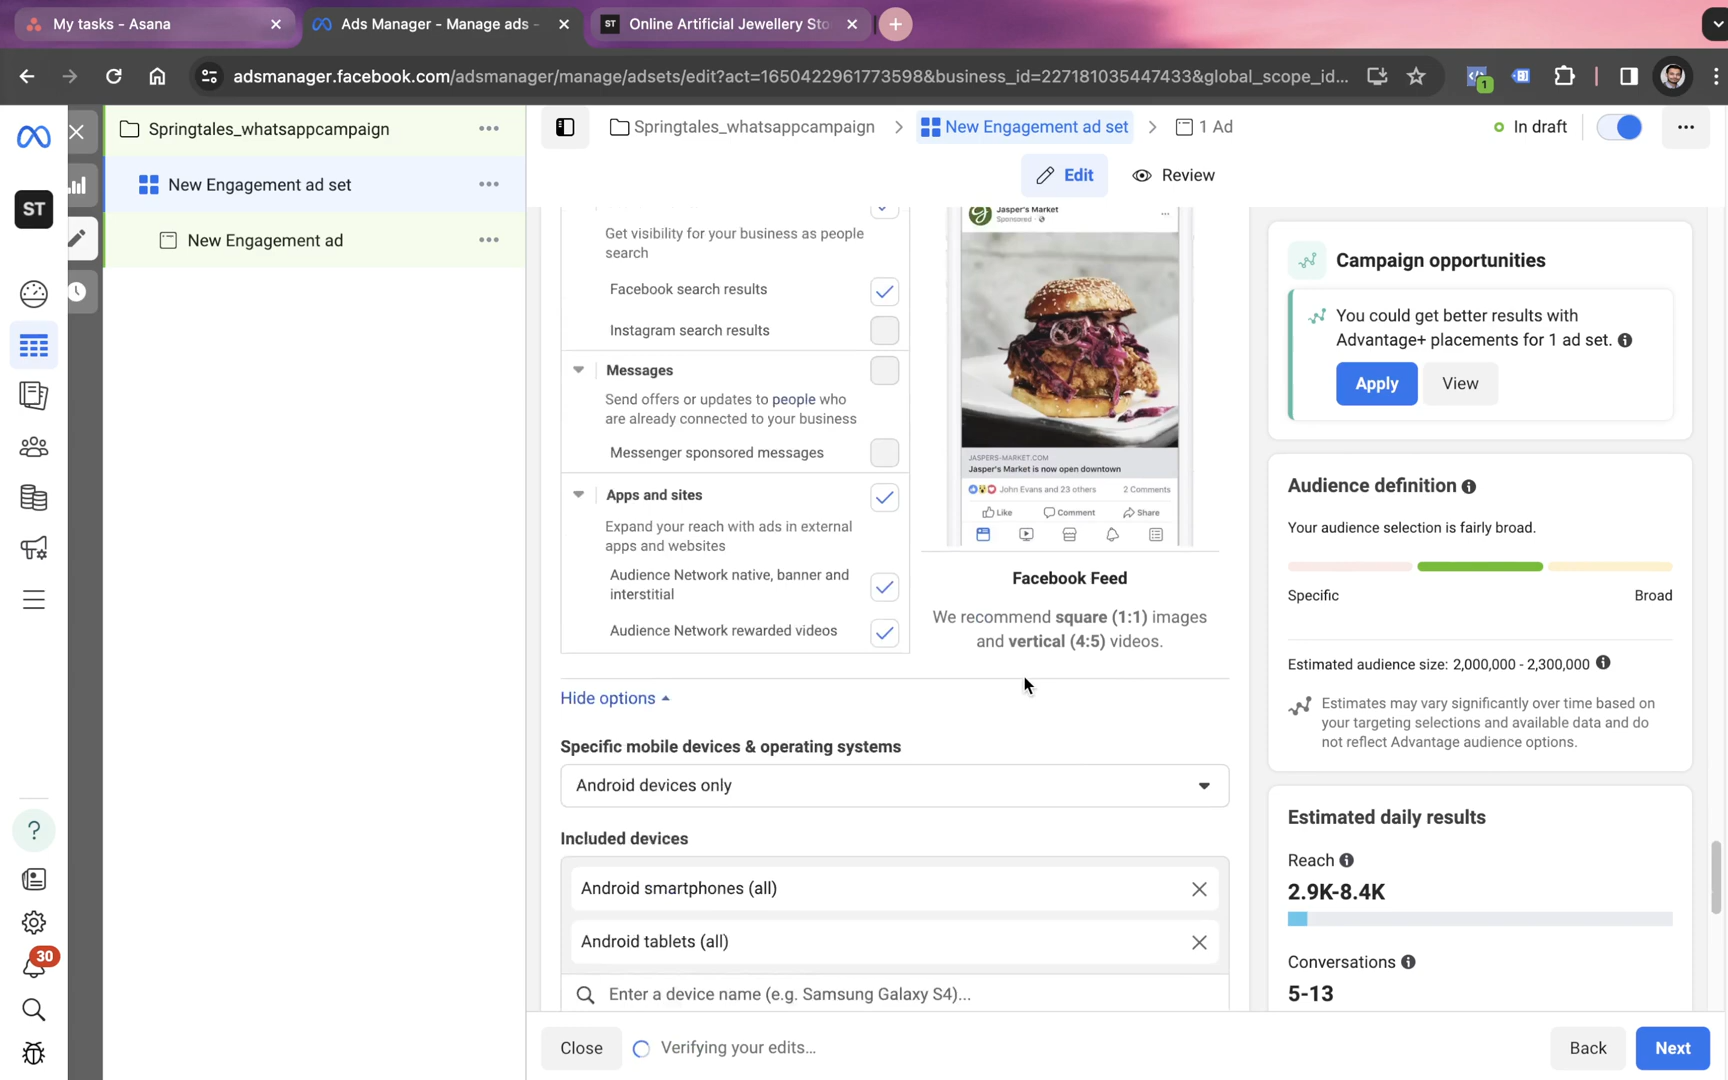 My tasks - Asana
Ads Manager - Manage ads -
ST
Online Artificial Jewellery Sto
adsmanager.facebook.com/adsmanager/manage/adsets/edit?act=1650422961773598&business_id=227181035447433&global_scope_id...
1
Springtales_whatsappcampaign
Springtales_whatsappcampaign
New Engagement ad set
1 Ad
In draft
New Engagement ad set
Edit
Review
ST
New Engagement ad
Get visibility for your business as people
search
Facebook search results
Instagram search results
Messages
Send offers or updates to people who
are already connected to your business
Messenger sponsored messages
Apps and sites
Expand your reach with ads in external
apps and websites
Audience Network native, banner and
interstitial
Audience Network rewarded videos
Jasper's Market
Sponsored
JASPERS-MARKET.COM
Jasper's Market is now open downtown
John Evans and 23 others 2 Comments
Like Comment Share
Facebook Feed
We recommend square (1:1) images
and vertical (4:5) videos.
Hide options
Specific mobile devices & operating systems
Android devices only
Included devices
Android smartphones (all)
Android tablets (all)
Enter a device name (e.g. Samsung Galaxy S4)...
Campaign opportunities
You could get better results with
Advantage+ placements for 1 ad set.
Apply
View
Audience definition
Your audience selection is fairly broad.
Specific
Broad
Estimated audience size: 2,000,000 - 2,300,000
Estimates may vary significantly over time based on
your targeting selections and available data and do
not reflect Advantage audience options.
Estimated daily results
Reach
2.9K-8.4K
Conversations
5-13
30
Close
Verifying your edits...
Back
Next